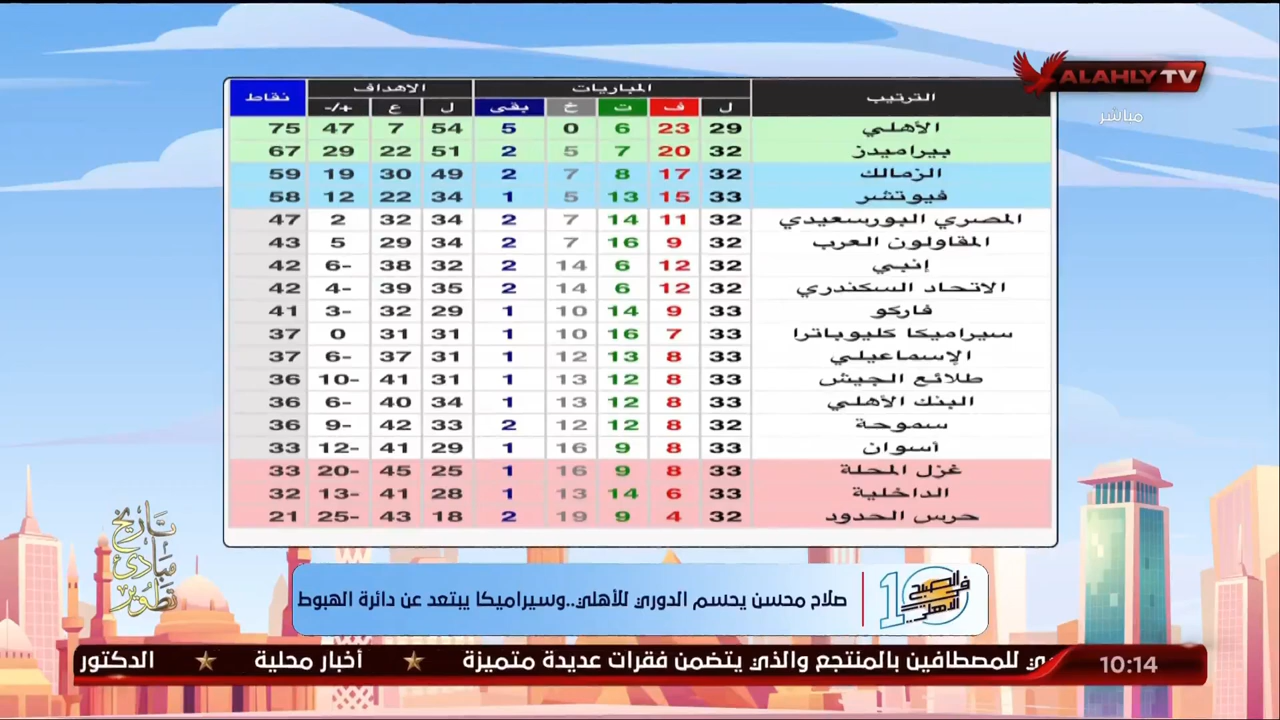 ALAHLY TV
مباشر
الترتيب المباريات الاهداف نقاط
ل ف ت خ بقى ل ع +/-
الأهلي 29 23 6 0 5 54 7 47 75
بيراميدز 32 20 7 5 2 51 22 29 67
الزمالك 32 17 8 7 2 49 30 19 59
فيوتشر 33 15 13 5 1 34 22 12 58
المصري البورسعيدي 32 11 14 7 2 34 32 2 47
المقاولون العرب 32 9 16 7 2 34 29 5 43
إنبي 32 12 6 14 2 32 38 6- 42
الاتحاد السكندري 32 12 6 14 2 35 39 4- 42
فاركو 33 9 14 10 1 29 32 3- 41
سيراميكا كليوباترا 33 7 16 10 1 31 31 0 37
الإسماعيلي 33 8 13 12 1 31 37 6- 37
طلائع الجيش 33 8 12 13 1 31 41 10- 36
البنك الأهلي 33 8 12 13 1 34 40 6- 36
سموحة 32 8 12 12 2 33 42 9- 36
أسوان 33 8 9 16 1 29 41 12- 33
غزل المحلة 33 8 9 16 1 25 45 20- 33
الداخلية 33 6 14 13 1 28 41 13- 32
حرس الحدود 32 4 9 19 2 18 43 25- 21
تاريخ
مبادئ
تطوير
10 الصبح
في الاهلي..
صلاح محسن يحسم الدوري للأهلي..وسيراميكا يبتعد عن دائرة الهبوط
10:14
للمصطافين بالمنتجع والذي يتضمن فقرات عديدة متميزة ★ أخبار محلية ★ الدكتور